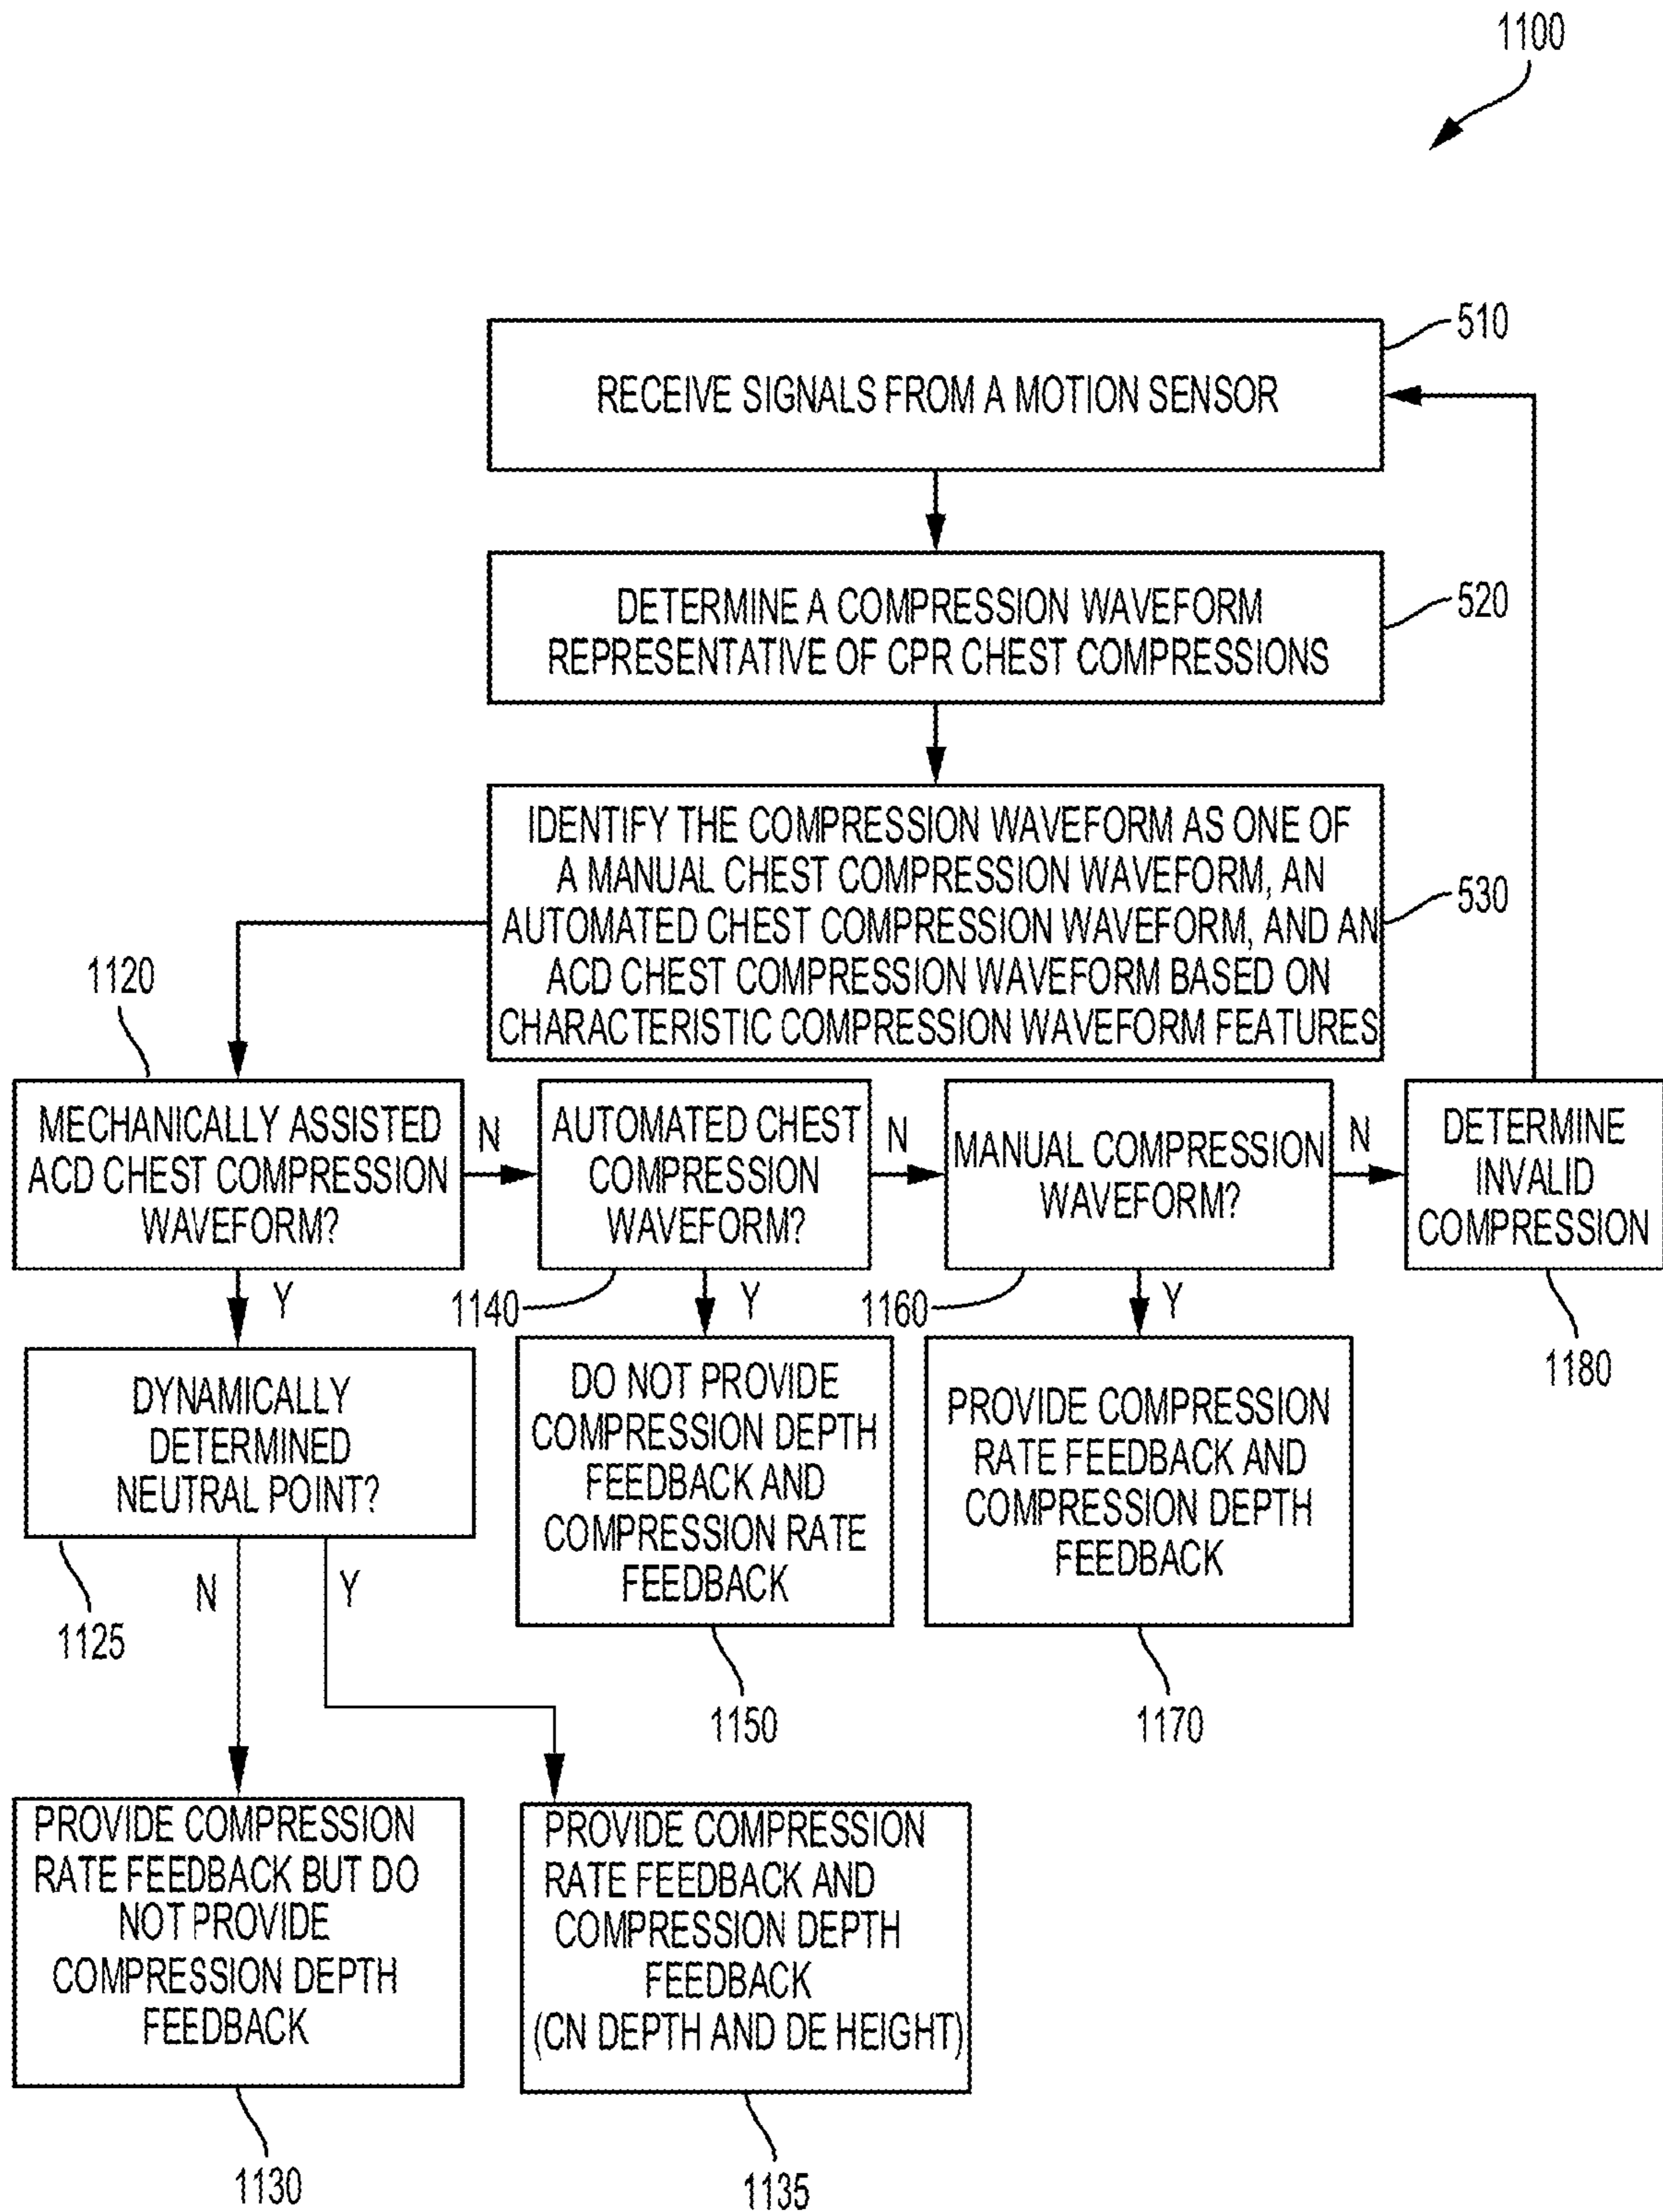 1100
510
RECEIVE SIGNALS FROM A MOTION SENSOR
DETERMINE A COMPRESSION WAVEFORM
REPRESENTATIVE OF CPR CHEST COMPRESSIONS
520
IDENTIFY THE COMPRESSION WAVEFORM AS ONE OF
A MANUAL CHEST COMPRESSION WAVEFORM, AN
AUTOMATED CHEST COMPRESSION WAVEFORM, AND AN
ACD CHEST COMPRESSION WAVEFORM BASED ON
CHARACTERISTIC COMPRESSION WAVEFORM FEATURES
530
1120
MECHANICALLY ASSISTED
ACD CHEST COMPRESSION
WAVEFORM?
N
AUTOMATED CHEST
COMPRESSION
WAVEFORM?
N
MANUAL COMPRESSION
WAVEFORM?
N
DETERMINE
INVALID
COMPRESSION
Y
1140
Y
1160
Y
1180
DYNAMICALLY
DETERMINED
NEUTRAL POINT?
DO NOT PROVIDE
COMPRESSION DEPTH
FEEDBACK AND
COMPRESSION RATE
FEEDBACK
PROVIDE COMPRESSION
RATE FEEDBACK AND
COMPRESSION DEPTH
FEEDBACK
1125
N
Y
1150
1170
PROVIDE COMPRESSION
RATE FEEDBACK BUT DO
NOT PROVIDE
COMPRESSION DEPTH
FEEDBACK
PROVIDE COMPRESSION
RATE FEEDBACK AND
COMPRESSION DEPTH
FEEDBACK
(CN DEPTH AND DE HEIGHT)
1130
1135